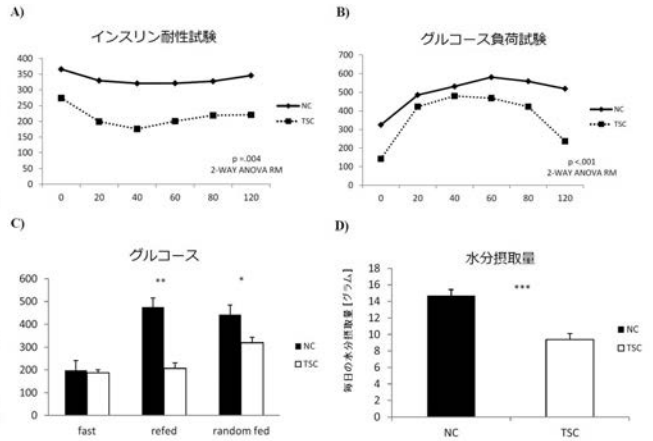 A)
インスリン耐性試験
400
350
300
250
200
150
100
50
0
0 20 40 60 80 120
NC
TSC
p =.004
2-WAY ANOVA RM
B)
グルコース負荷試験
700
600
500
400
300
200
100
0
0 20 40 60 80 120
NC
TSC
p <.001
2-WAY ANOVA RM
C)
グルコース
600
500
400
300
200
100
0
** *
fast refed random fed
NC
TSC
D)
水分摂取量
毎日の水分摂取量 [グラム]
18
16
14
12
10
8
6
4
2
0
***
NC TSC
NC
TSC